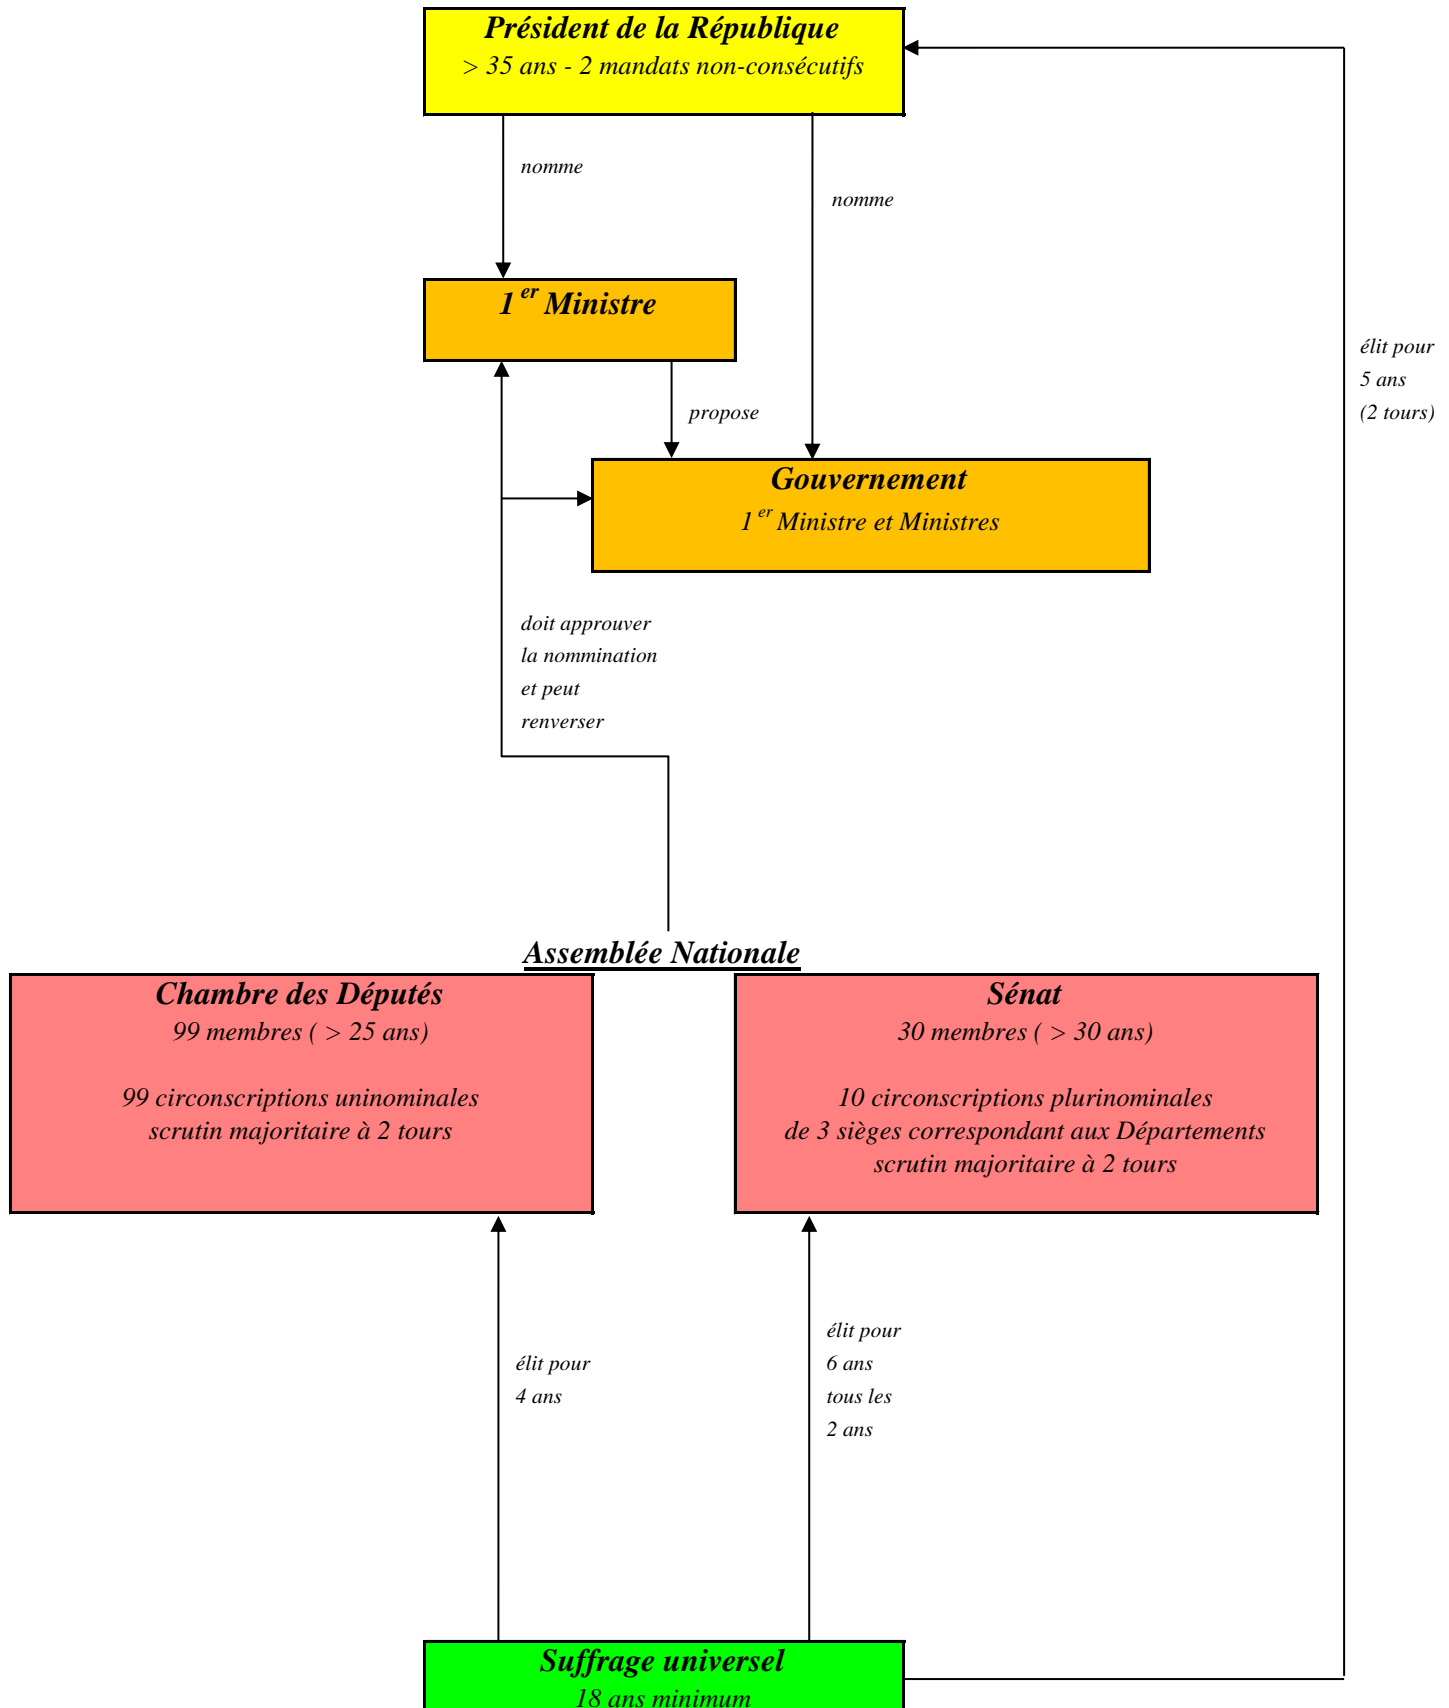 Président de la République
> 35 ans - 2 mandats non-consécutifs
nomme
nomme
1er Ministre
élit pour
5 ans
(2 tours)
propose
Gouvernement
1er Ministre et Ministres
doit approuver
la nommination
et peut
renverser
Assemblée Nationale
Chambre des Députés
99 membres ( > 25 ans)
99 circonscriptions uninominales
scrutin majoritaire à 2 tours
Sénat
30 membres ( > 30 ans)
10 circonscriptions plurinominales
de 3 sièges correspondant aux Départements
scrutin majoritaire à 2 tours
élit pour
4 ans
élit pour
6 ans
tous les
2 ans
Suffrage universel
18 ans minimum